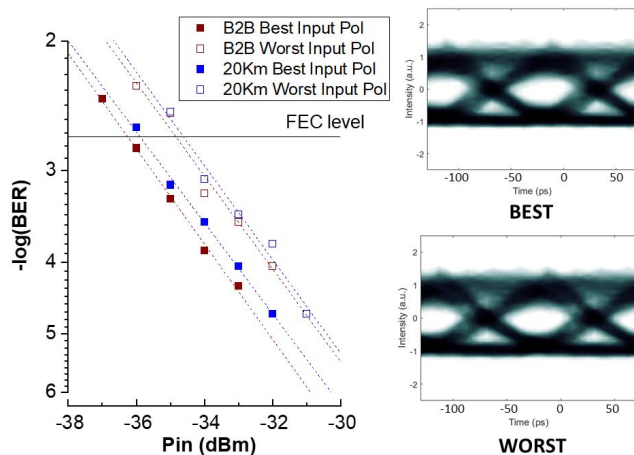 B2B Best Input Pol
B2B Worst Input Pol
20Km Best Input Pol
20Km Worst Input Pol
FEC level
-log(BER)
2
3
4
5
6
-38
-36
-34
-32
-30
Pin (dBm)
Intensity (a.u.)
2
1
0
-1
-2
-100
-50
0
50
Time (ps)
BEST
Intensity (a.u.)
2
1
0
-1
-2
-100
-50
0
50
Time (ps)
WORST